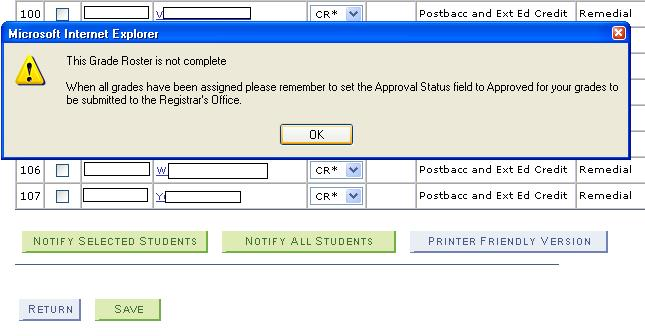 100 V CR* Postbacc and Ext Ed Credit Remedial
Microsoft Internet Explorer
This Grade Roster is not complete
When all grades have been assigned please remember to set the Approval Status field to Approved for your grades to
be submitted to the Registrar's Office.
OK
106 W CR* Postbacc and Ext Ed Credit Remedial
107 Y CR* Postbacc and Ext Ed Credit Remedial
NOTIFY SELECTED STUDENTS NOTIFY ALL STUDENTS PRINTER FRIENDLY VERSION
RETURN SAVE